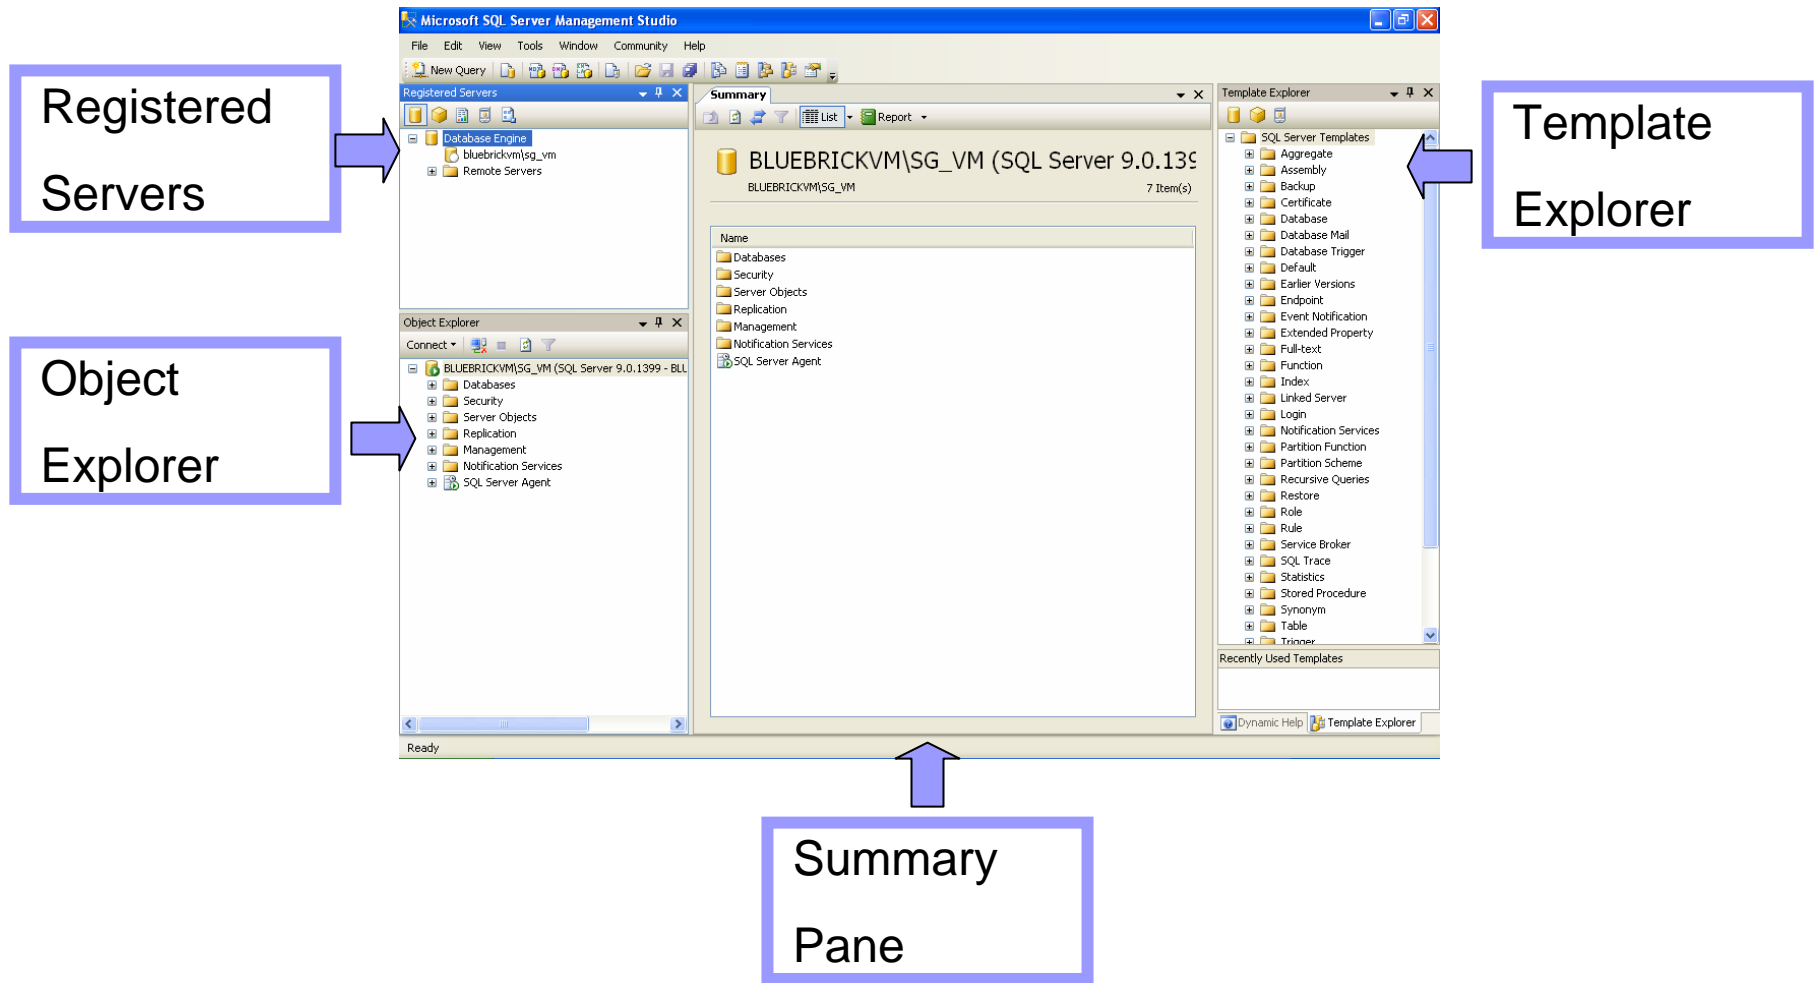 Microsoft SQL Server Management Studio
File Edit View Tools Window Community Help
New Query
Registered
Servers
Registered Servers
Database Engine
bluebrickvm\sg_vm
Remote Servers
Object
Explorer
Object Explorer
Connect
BLUEBRICKVM\SG_VM (SQL Server 9.0.1399 - BLU
Databases
Security
Server Objects
Replication
Management
Notification Services
SQL Server Agent
Summary
List Report
BLUEBRICKVM\SG_VM (SQL Server 9.0.139
BLUEBRICKVM\SG_VM 7 Item(s)
Name
Databases
Security
Server Objects
Replication
Management
Notification Services
SQL Server Agent
Template Explorer
SQL Server Templates
Aggregate
Assembly
Backup
Certificate
Database
Database Mail
Database Trigger
Default
Earlier Versions
Endpoint
Event Notification
Extended Property
Full-text
Function
Index
Linked Server
Login
Notification Services
Partition Function
Partition Scheme
Recursive Queries
Restore
Role
Rule
Service Broker
SQL Trace
Statistics
Stored Procedure
Synonym
Table
Trigger
Recently Used Templates
Dynamic Help Template Explorer
Template
Explorer
Ready
Summary
Pane